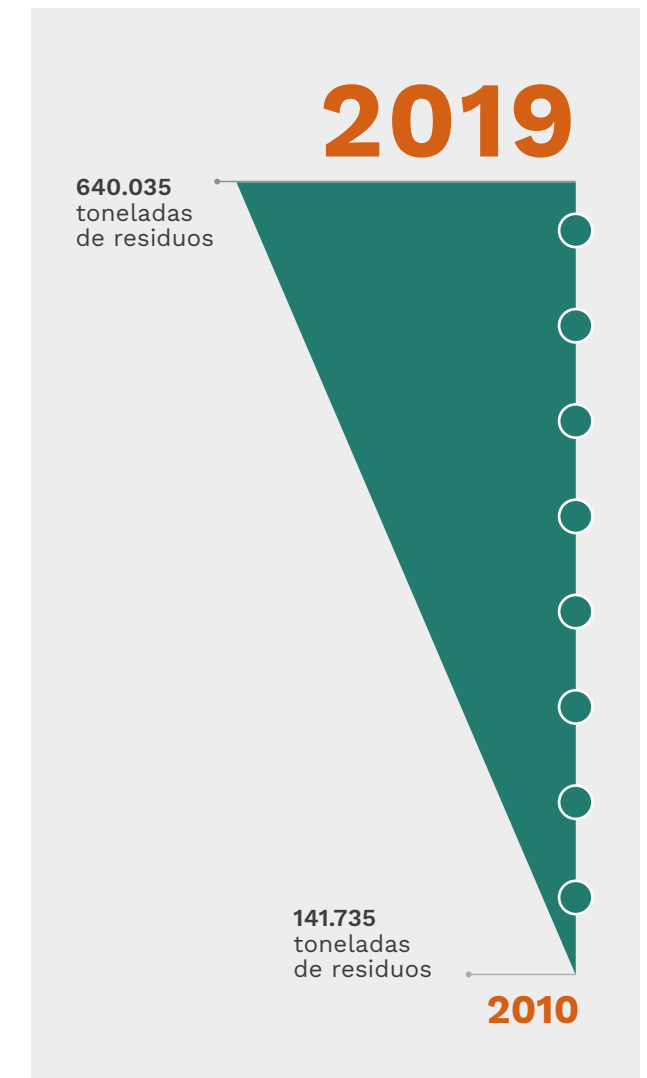 2019
640.035
toneladas
de residuos
141.735
toneladas
de residuos
2010